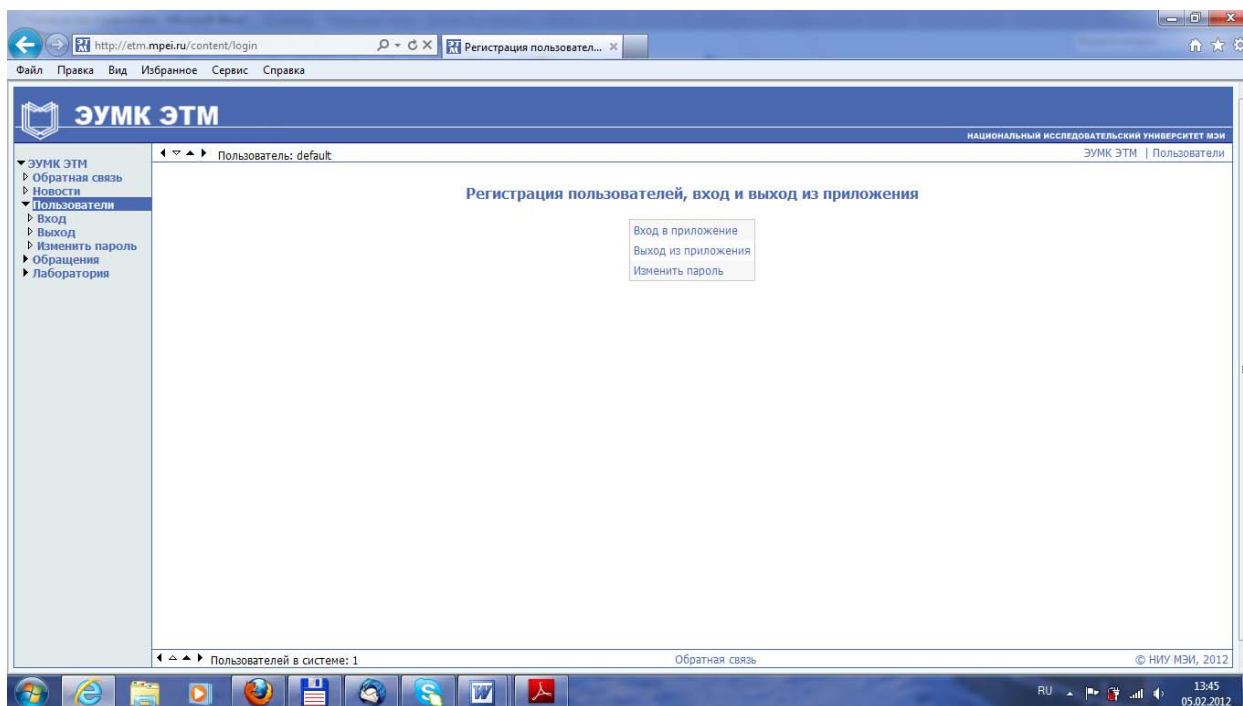 http://etm.mpei.ru/content/login
Регистрация пользовател...
Файл Правка Вид Избранное Сервис Справка
ЭУМК ЭТМ
НАЦИОНАЛЬНЫЙ ИССЛЕДОВАТЕЛЬСКИЙ УНИВЕРСИТЕТ МЭИ
Пользователь: default
ЭУМК ЭТМ | Пользователи
ЭУМК ЭТМ
Обратная связь
Новости
Пользователи
Вход
Выход
Изменить пароль
Обращения
Лаборатория
Регистрация пользователей, вход и выход из приложения
Вход в приложение
Выход из приложения
Изменить пароль
Пользователей в системе: 1
Обратная связь
© НИУ МЭИ, 2012
RU
13:45
05.02.2012